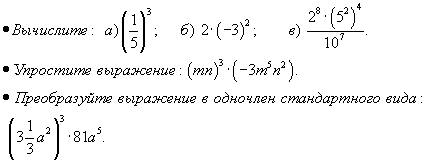 • Вычислите: а) (1/5)³; б) 2·(−3)²; в) (2⁸·(5²)⁴)/10⁷.
• Упростите выражение: (mn)³·(−3m⁵n²).
• Преобразуйте выражение в одночлен стандартного вида:
(3 1/3 a²)³·81a⁵.